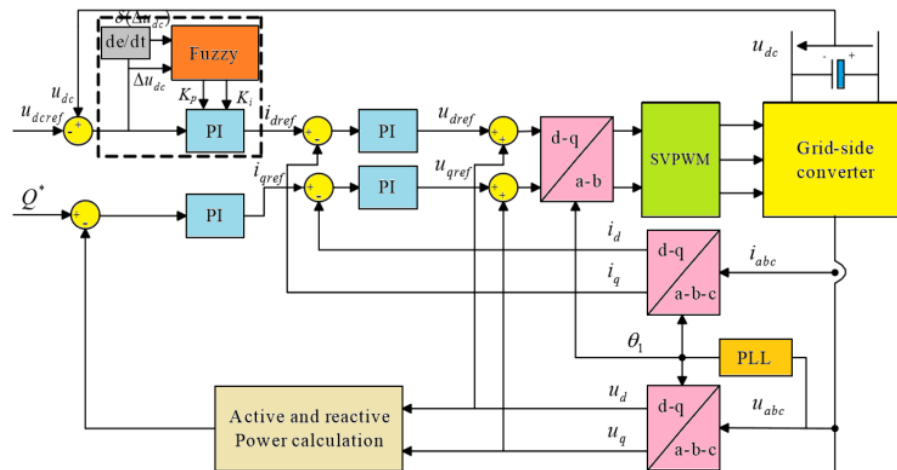 δ(Δu_dc)
de/dt
Fuzzy
u_dc
Δu_dc
K_p
K_i
u_dc
- +
u_dcref
+
-
PI
i_dref
+
-
PI
u_dref
+
+
d-q
a-b
SVPWM
Grid-side
converter
i_qref
+
-
PI
u_qref
+
+
Q*
+
-
PI
i_d
d-q
i_abc
i_q
a-b-c
θ_1
PLL
Active and reactive
Power calculation
u_d
d-q
u_abc
u_q
a-b-c